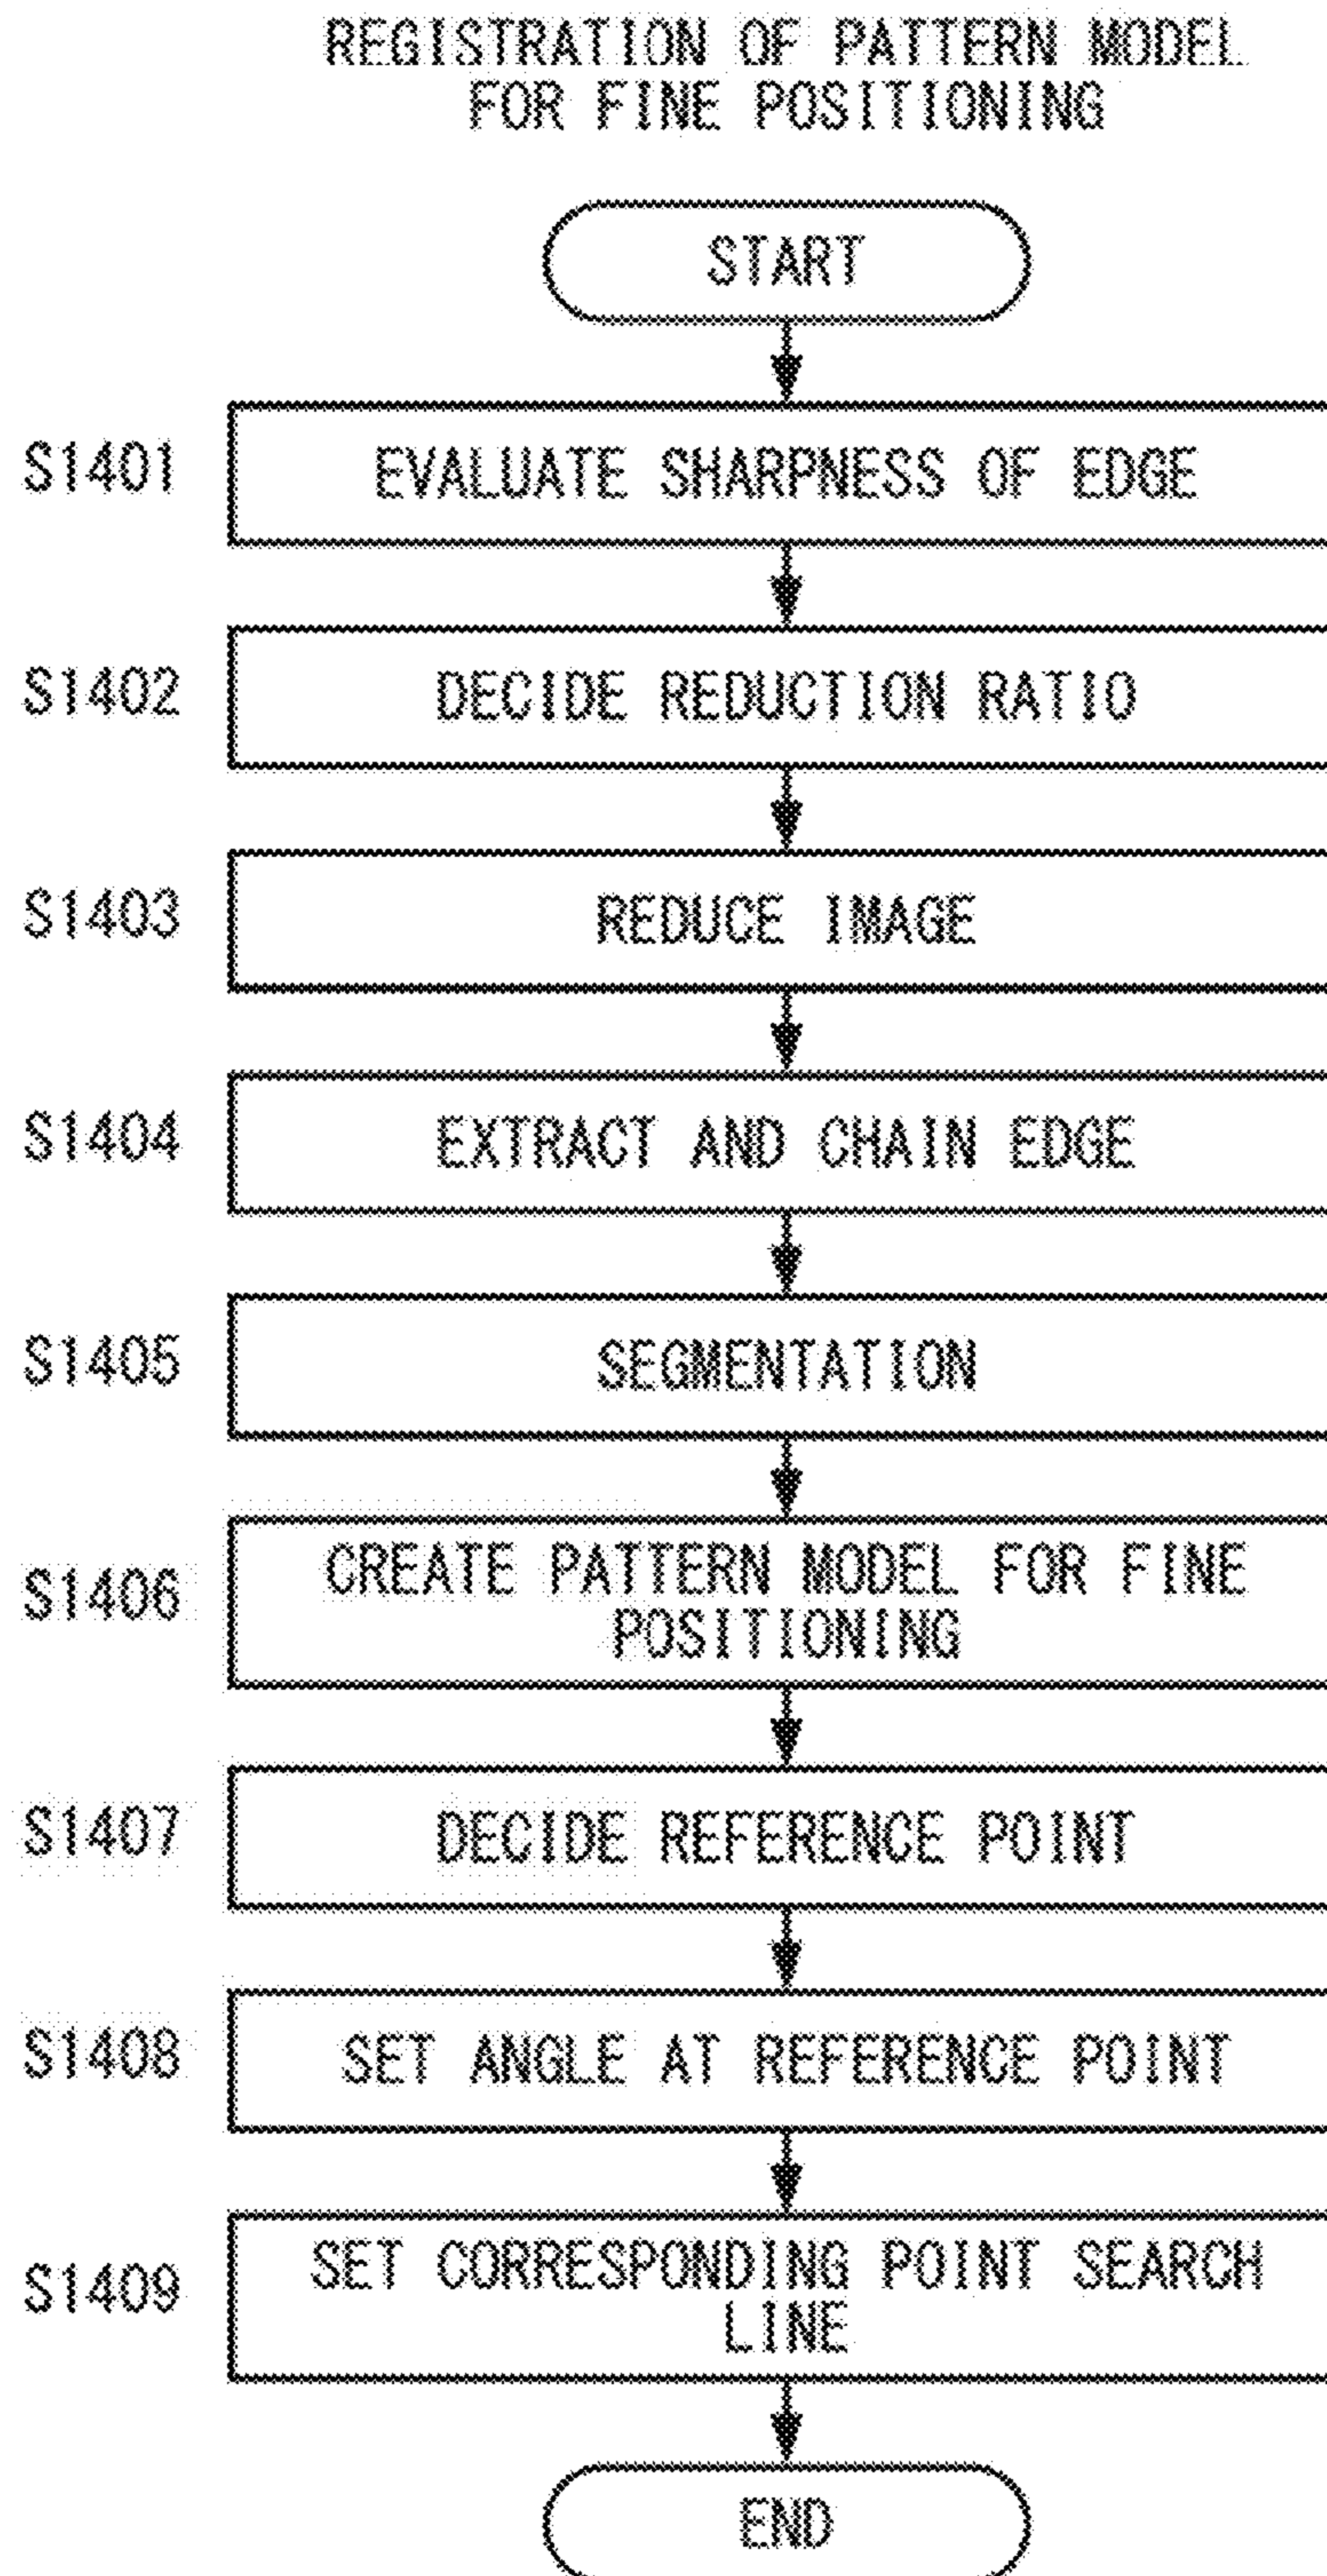 REGISTRATION OF PATTERN MODEL
FOR FINE POSITIONING
START
S1401
EVALUATE SHARPNESS OF EDGE
S1402
DECIDE REDUCTION RATIO
S1403
REDUCE IMAGE
S1404
EXTRACT AND CHAIN EDGE
S1405
SEGMENTATION
S1406
CREATE PATTERN MODEL FOR FINE
POSITIONING
S1407
DECIDE REFERENCE POINT
S1408
SET ANGLE AT REFERENCE POINT
S1409
SET CORRESPONDING POINT SEARCH
LINE
END